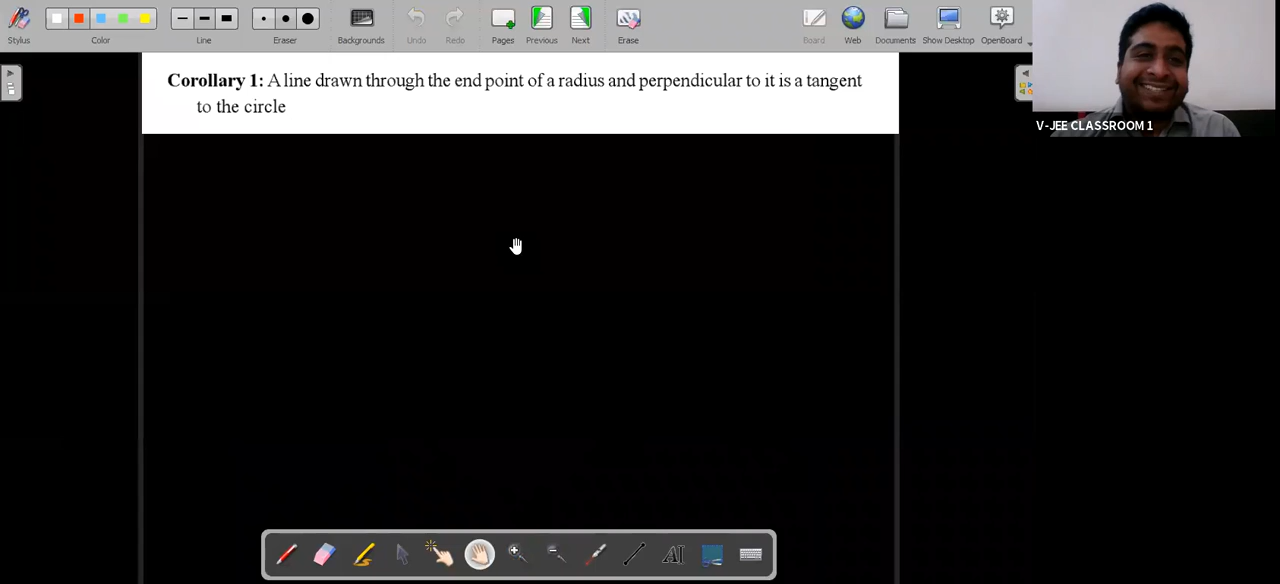 Stylus Color Line Eraser Backgrounds Undo Redo Pages Previous Next Erase Board Web Documents Show Desktop OpenBoard
Corollary 1: A line drawn through the end point of a radius and perpendicular to it is a tangent
to the circle
V-JEE CLASSROOM 1
AI